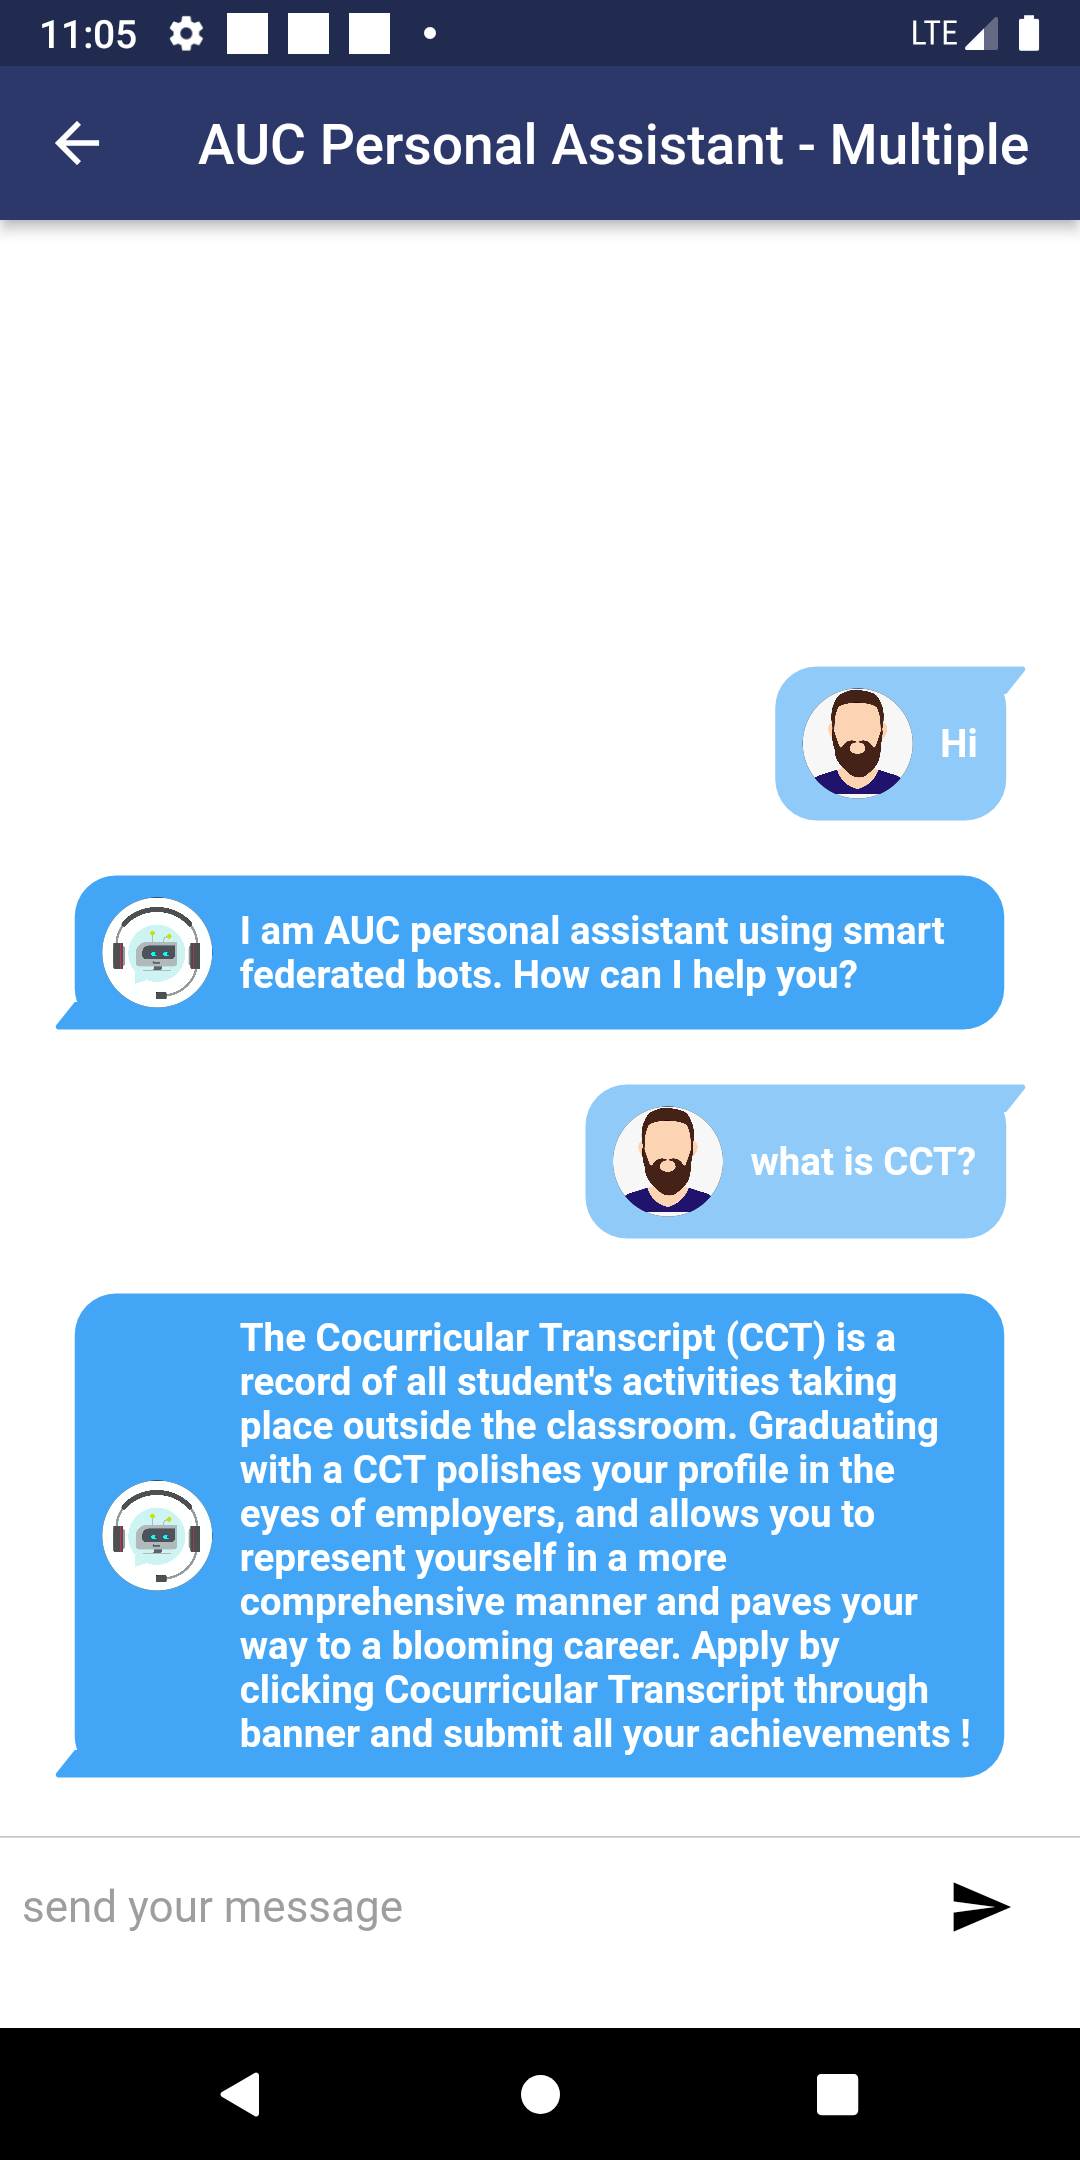 11:05
LTE
AUC Personal Assistant - Multiple
Hi
I am AUC personal assistant using smart
federated bots. How can I help you?
what is CCT?
The Cocurricular Transcript (CCT) is a
record of all student's activities taking
place outside the classroom. Graduating
with a CCT polishes your profile in the
eyes of employers, and allows you to
represent yourself in a more
comprehensive manner and paves your
way to a blooming career. Apply by
clicking Cocurricular Transcript through
banner and submit all your achievements !
send your message